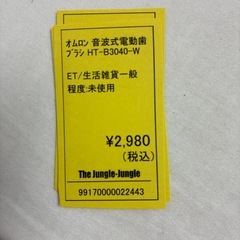 オムロン 音波式電動歯
ブラシ HT-B3040-W
ET/生活雑貨一般
程度:未使用
¥2,980
(税込)
The Jungle-Jungle
99170000022443